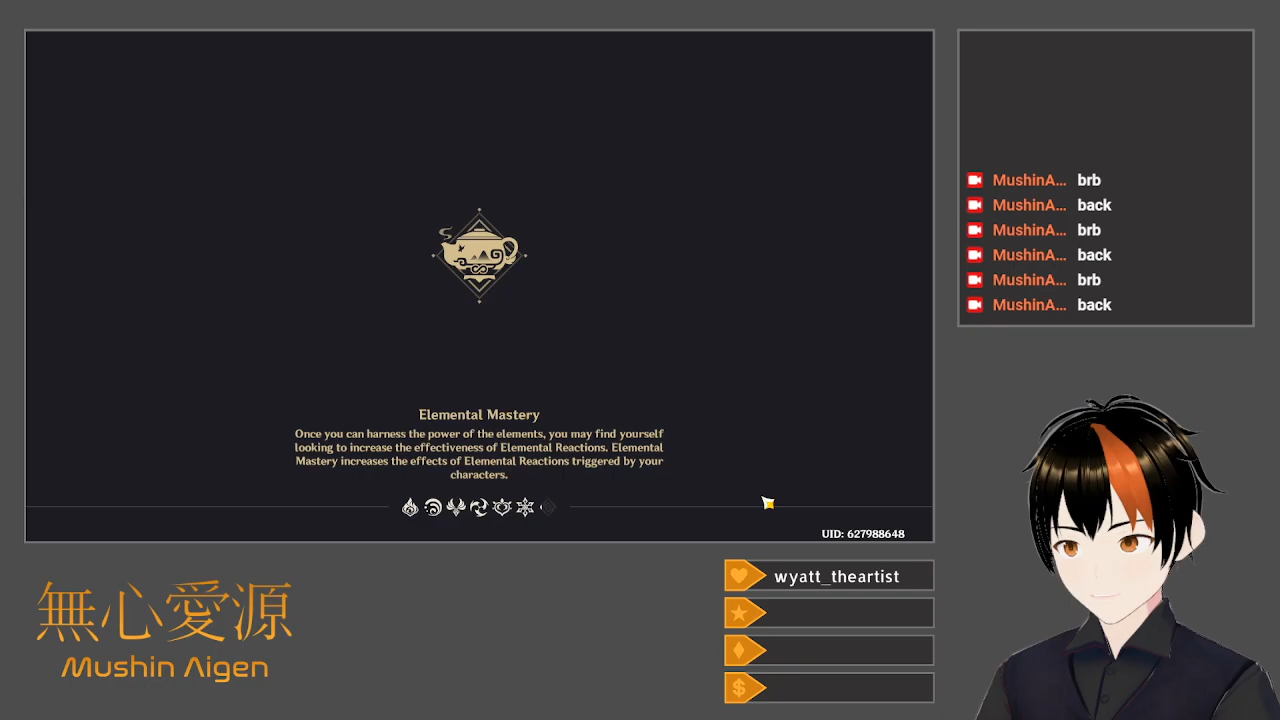 MushinA... brb
MushinA... back
MushinA... brb
MushinA... back
MushinA... brb
MushinA... back
Elemental Mastery
Once you can harness the power of the elements, you may find yourself
looking to increase the effectiveness of Elemental Reactions. Elemental
Mastery increases the effects of Elemental Reactions triggered by your
characters.
UID: 627988648
wyatt_theartist
無心愛源
Mushin Aigen
$